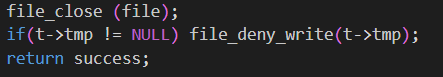 file_close (file);
if(t->tmp != NULL) file_deny_write(t->tmp);
return success;